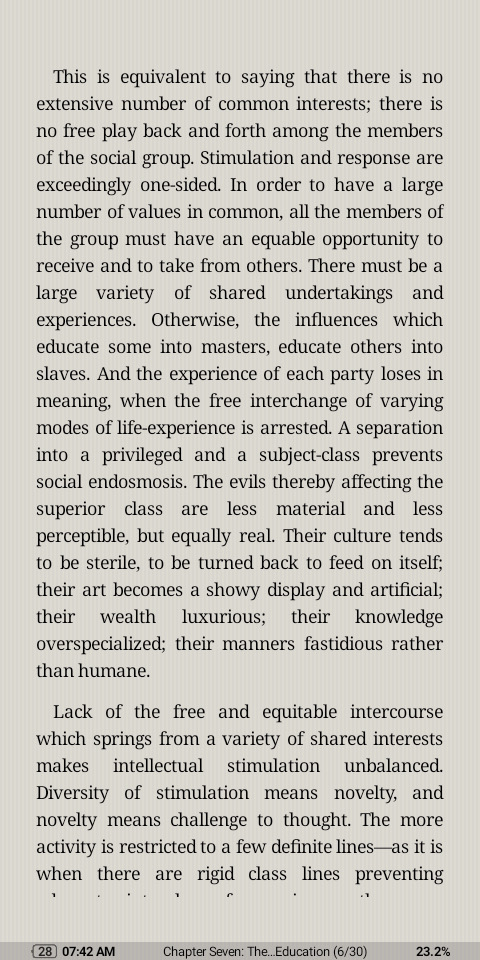 This is equivalent to saying that there is no
extensive number of common interests; there is
no free play back and forth among the members
of the social group. Stimulation and response are
exceedingly one-sided. In order to have a large
number of values in common, all the members of
the group must have an equable opportunity to
receive and to take from others. There must be a
large variety of shared undertakings and
experiences. Otherwise, the influences which
educate some into masters, educate others into
slaves. And the experience of each party loses in
meaning, when the free interchange of varying
modes of life-experience is arrested. A separation
into a privileged and a subject-class prevents
social endosmosis. The evils thereby affecting the
superior class are less material and less
perceptible, but equally real. Their culture tends
to be sterile, to be turned back to feed on itself;
their art becomes a showy display and artificial;
their wealth luxurious; their knowledge
overspecialized; their manners fastidious rather
than humane.
Lack of the free and equitable intercourse
which springs from a variety of shared interests
makes intellectual stimulation unbalanced.
Diversity of stimulation means novelty, and
novelty means challenge to thought. The more
activity is restricted to a few definite lines—as it is
when there are rigid class lines preventing
28 07:42 AM Chapter Seven: The...Education (6/30) 23.2%